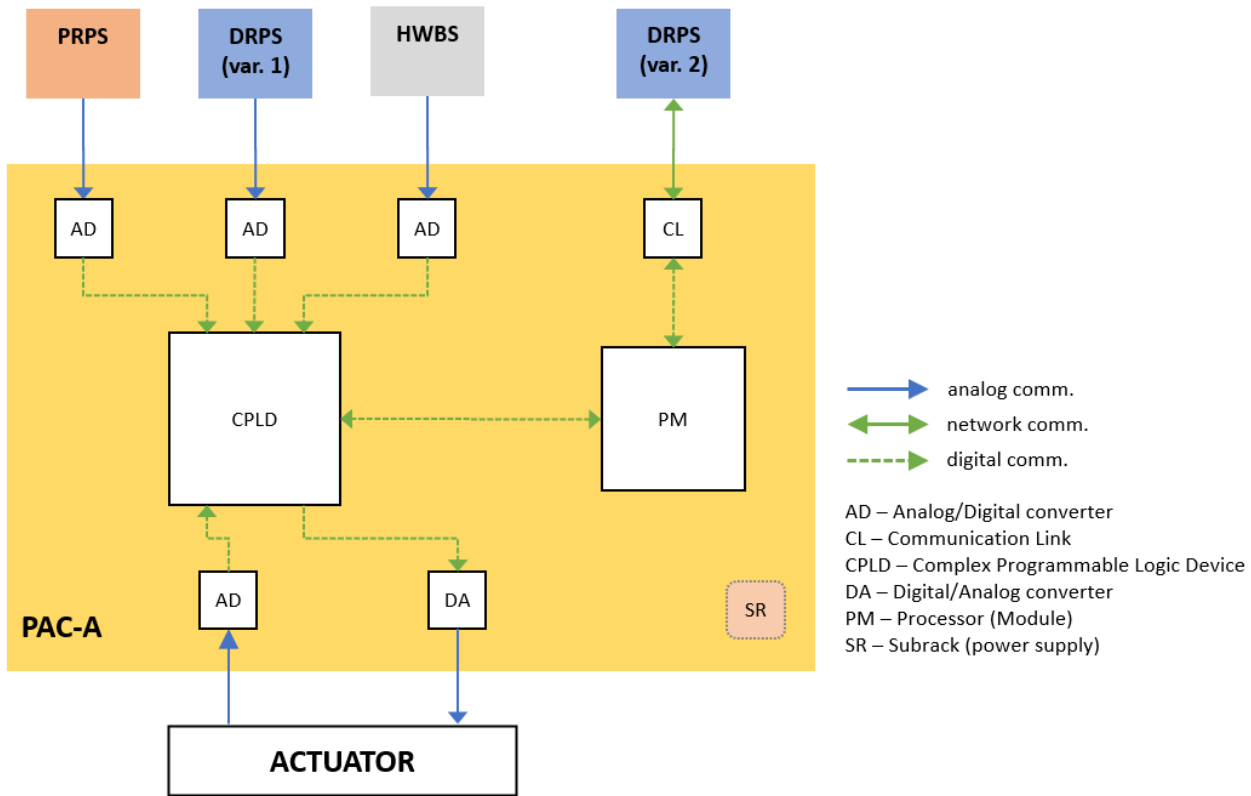 PRPS
DRPS
(var. 1)
HWBS
DRPS
(var. 2)
AD
AD
AD
CL
CPLD
PM
analog comm.
network comm.
digital comm.
AD – Analog/Digital converter
CL – Communication Link
CPLD – Complex Programmable Logic Device
DA – Digital/Analog converter
PM – Processor (Module)
SR – Subrack (power supply)
AD
DA
SR
PAC-A
ACTUATOR